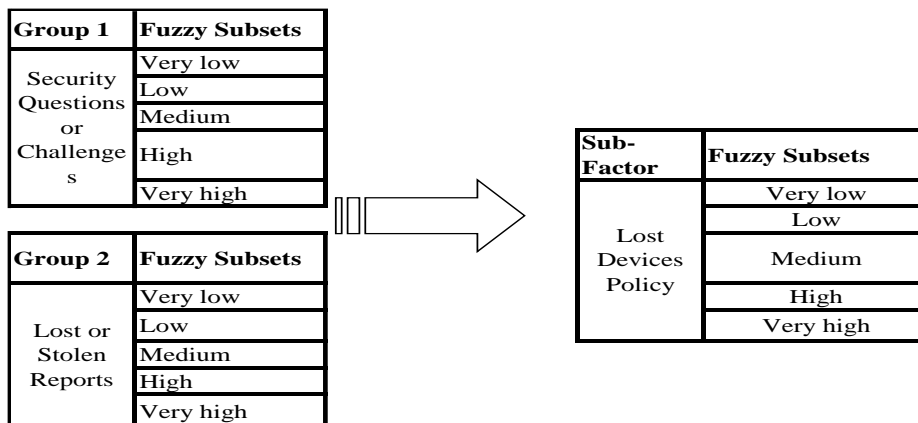 Group 1 Fuzzy Subsets
Security
Questions
or
Challenge
s
Very low
Low
Medium
High
Very high
Group 2 Fuzzy Subsets
Lost or
Stolen
Reports
Very low
Low
Medium
High
Very high
Sub-
Factor
Fuzzy Subsets
Lost
Devices
Policy
Very low
Low
Medium
High
Very high